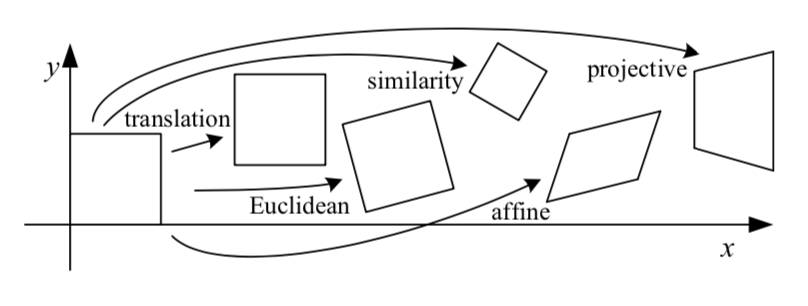 y
similarity
projective
translation
Euclidean
affine
x